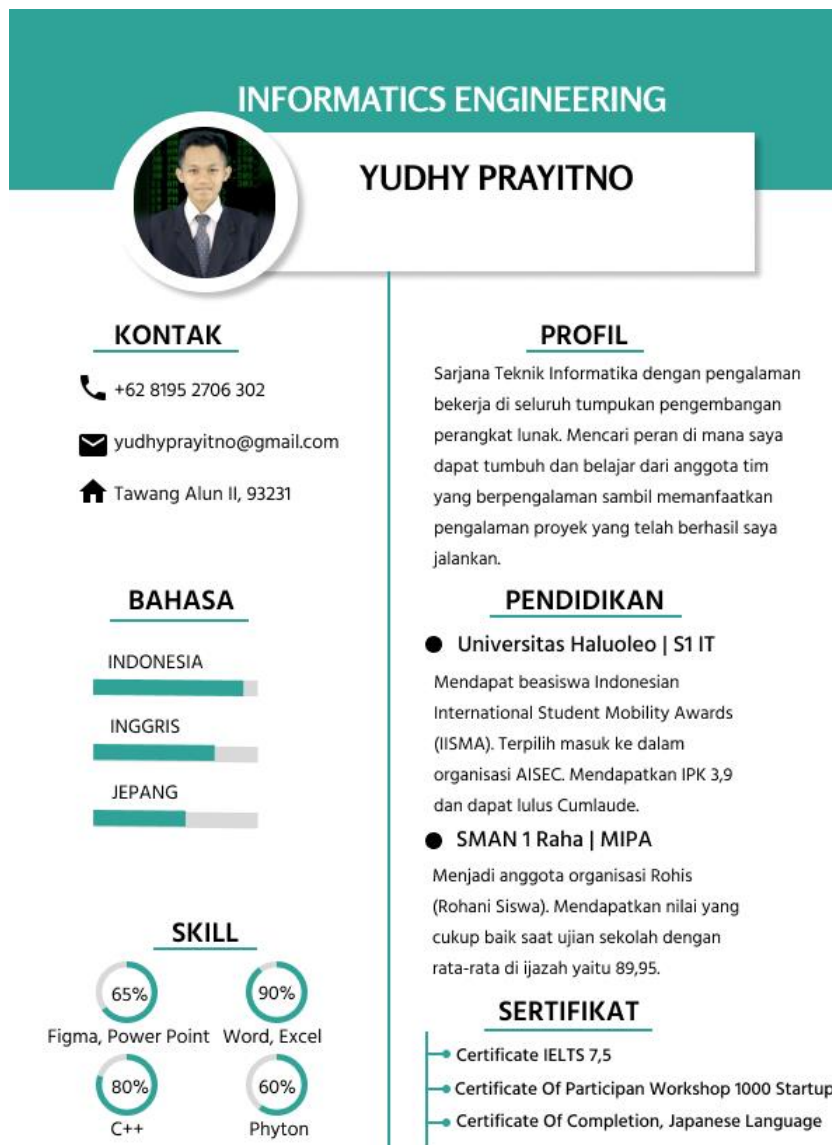 INFORMATICS ENGINEERING
YUDHY PRAYITNO
KONTAK
+62 8195 2706 302
yudhyprayitno@gmail.com
Tawang Alun II, 93231
BAHASA
INDONESIA
INGGRIS
JEPANG
SKILL
65%
90%
Figma, Power Point
Word, Excel
80%
60%
C++
Phyton
PROFIL
Sarjana Teknik Informatika dengan pengalaman
bekerja di seluruh tumpukan pengembangan
perangkat lunak. Mencari peran di mana saya
dapat tumbuh dan belajar dari anggota tim
yang berpengalaman sambil memanfaatkan
pengalaman proyek yang telah berhasil saya
jalankan.
PENDIDIKAN
Universitas Haluoleo | S1 IT
Mendapat beasiswa Indonesian
International Student Mobility Awards
(IISMA). Terpilih masuk ke dalam
organisasi AISEC. Mendapatkan IPK 3,9
dan dapat lulus Cumlaude.
SMAN 1 Raha | MIPA
Menjadi anggota organisasi Rohis
(Rohani Siswa). Mendapatkan nilai yang
cukup baik saat ujian sekolah dengan
rata-rata di ijazah yaitu 89,95.
SERTIFIKAT
Certificate IELTS 7,5
Certificate Of Participan Workshop 1000 Startup
Certificate Of Completion, Japanese Language